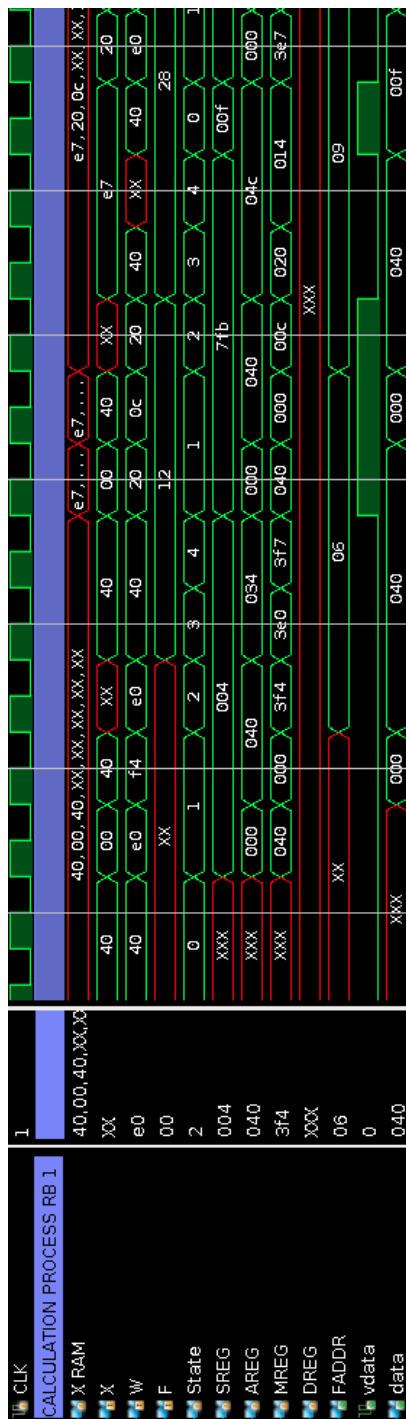 CLK 1
CALCULATION PROCESS RB 1
X RAM 40,00,40,XX,X 40,00,40,XX,XX,XX,XX,XX e7,... e7,... e7,20,0c,XX,XX,
X XX 40 00 40 XX 40 00 40 XX e7 20
W e0 40 e0 f4 e0 40 20 0c 20 40 XX 40 e0
F 00 XX 12 28
State 2 0 1 2 3 4 1 2 3 4 0 1
SREG 004 XXX 004 7fb 00f
AREG 040 XXX 000 040 034 000 040 04c 000
MREG 3f4 XXX 040 000 3f4 3e0 3f7 040 000 00c 020 014 3e7
DREG XXX XXX
FADDR 06 XX 06 09
vdata 0
data 040 XXX 000 040 000 040 00f